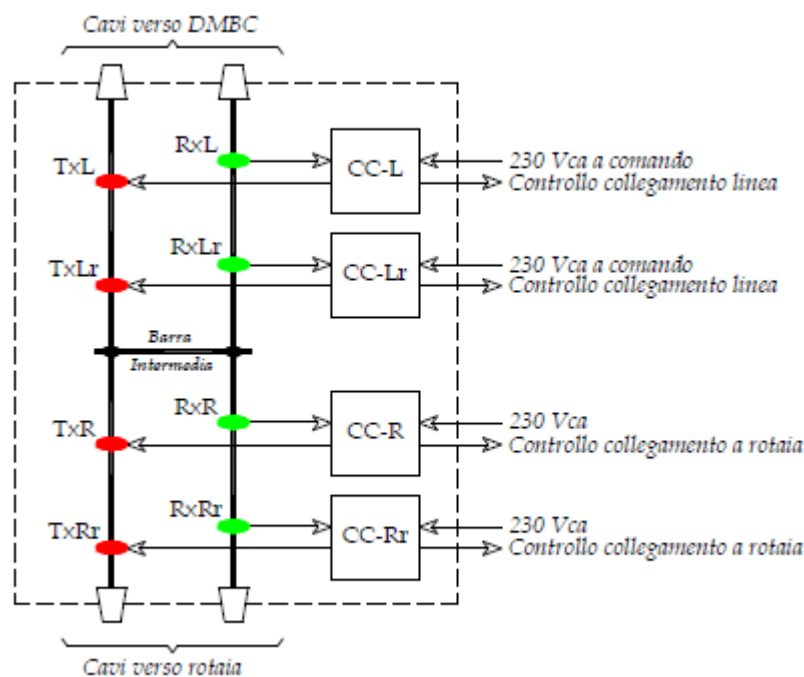 Cavi verso DMBC
RxL
TxL
CC-L
230 Vca a comando
Controllo collegamento linea
RxLr
TxLr
CC-Lr
230 Vca a comando
Controllo collegamento linea
Barra
Intermedia
RxR
TxR
CC-R
230 Vca
Controllo collegamento a rotaia
RxRr
TxRr
CC-Rr
230 Vca
Controllo collegamento a rotaia
Cavi verso rotaia